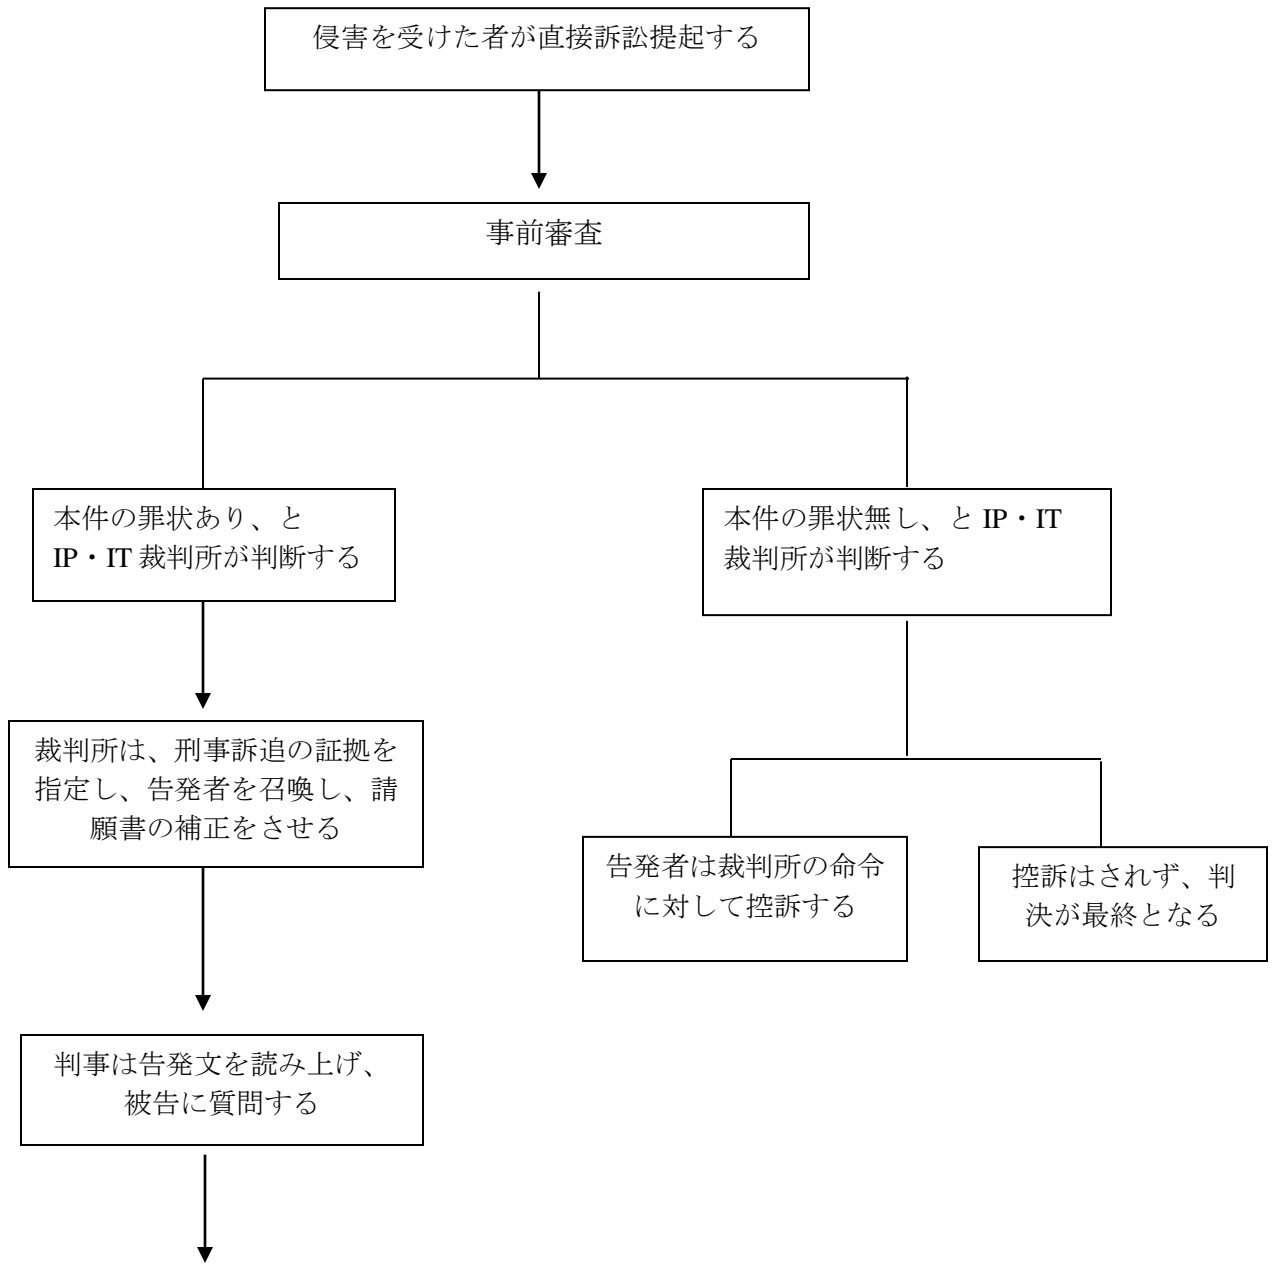 侵害を受けた者が直接訴訟提起する
事前審査
本件の罪状あり、と
IP・IT 裁判所が判断する
本件の罪状無し、と IP・IT
裁判所が判断する
裁判所は、刑事訴追の証拠を
指定し、告発者を召喚し、請
願書の補正をさせる
告発者は裁判所の命令
に対して控訴する
控訴はされず、判
決が最終となる
判事は告発文を読み上げ、
被告に質問する